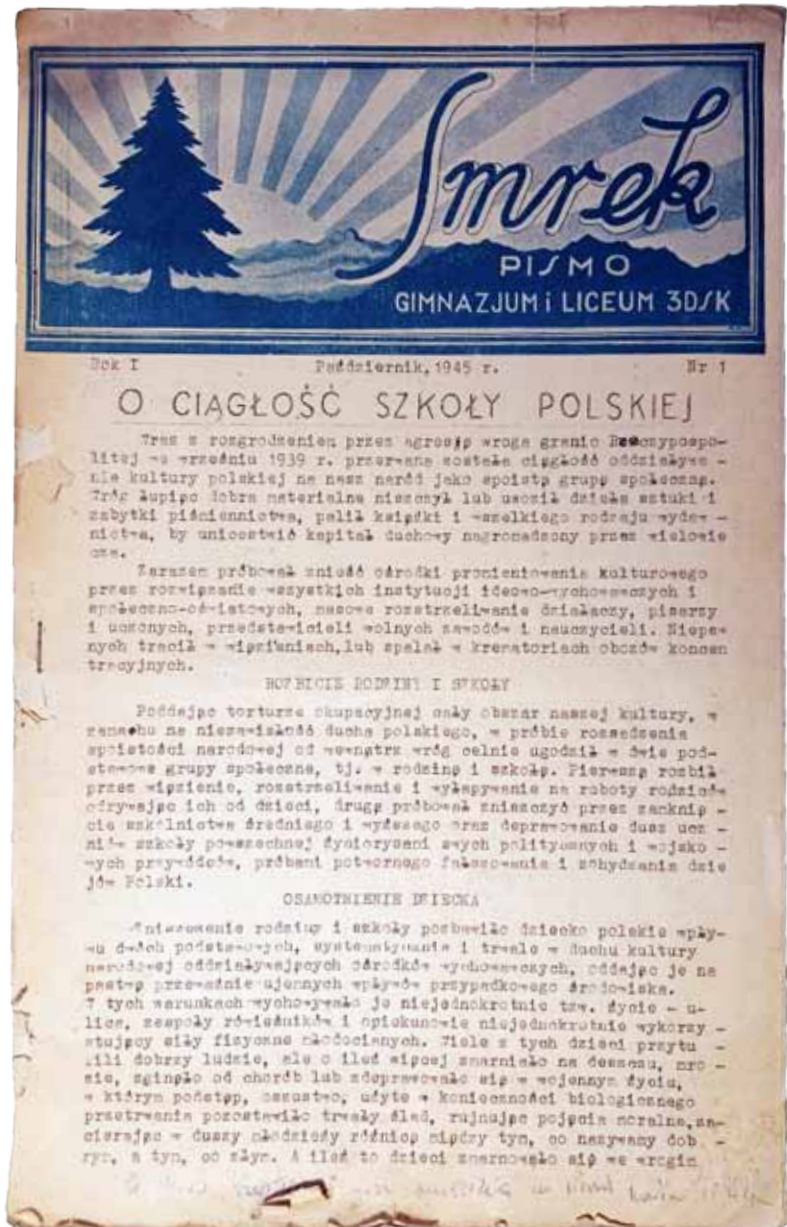 Smrek
PISMO
GIMNAZJUM i LICEUM 3DSK
Rok I Październik, 1945 r. Nr 1
O CIĄGŁOŚĆ SZKOŁY POLSKIEJ
Wraz z rozgrodzeniem przez agresję wroga granic Rzeczypospo-
litej we wrześniu 1939 r. przerwana została ciągłość oddziaływa -
nia kultury polskiej na nasz naród jako spoistą grupę społeczną.
Wróg łupiąc dobra materialne niszczył lub uwoził dzieła sztuki i
zabytki piśmiennictwa, palił książki i wszelkiego rodzaju wydaw -
nictwa, by unicestwić kapitał duchowy nagromadzony przez wielowie
cze.
Zarazem próbował znieść ośrodki promieniowania kulturowego
przez rozwiązanie wszystkich instytucji ideowo-wychowawczych i
społeczno-oświatowych, masowe rozstrzeliwanie działaczy, pisarzy
i uczonych, przedstawicieli wolnych zawodów i nauczycieli. Niepew
nych tracił w więzieniach, lub spalał w krematoriach obozów koncen
tracyjnych.
ROZBICIE RODZINY I SZKOŁY
Poddając torturze okupacyjnej cały obszar naszej kultury, w
zamachu na niezawisłość ducha polskiego, w próbie rozsadzenia
spoistości narodowej od wewnątrz wróg celnie ugodził w dwie pod-
stawowe grupy społeczne, tj. w rodzinę i szkołę. Pierwszą rozbił
przez więzienie, rozstrzeliwanie i wyłapywanie na roboty rodziców
odrywając ich od dzieci, drugą próbował zniszczyć przez zamknię -
cie szkolnictwa średniego i wyższego oraz deprawowanie dusz ucz -
niów szkoły powszechnej życiorysami swych politycznych i wojsko -
wych przywódców, próbami potwornego fałszowania i zohydzania dzie
jów Polski.
OSAMOTNIENIE DZIECKA
Zniszczenie rodziny i szkoły pozbawiło dziecko polskie wpły-
wu dwóch podstawowych, systematycznie i trwale w duchu kultury
narodowej oddziaływających ośrodków wychowawczych, oddając je na
pastwę przeważnie ujemnych wpływów przypadkowego środowiska.
W tych warunkach wychowywało je niejednokrotnie tzw. życie - u-
lica, zespoły rówieśników i opiekunowie niejednokrotnie wykorzy -
stujący siły fizyczne młodocianych. Wiele z tych dzieci przytu -
lili dobrzy ludzie, ale o ileż więcej zmarniało na deszczu, mro -
zie, zginęło od chorób lub zdeprawowało się w wojennym życiu,
w którym podstęp, oszustwo, użyte w konieczności biologicznego
przetrwania pozostawiło trwały ślad, rujnując pojęcia moralne, za-
cierając w duszy młodzieży różnicę między tym, co nazywamy dob -
rym, a tym, co złym. A ileż to dzieci zmarnowało się we wrogim